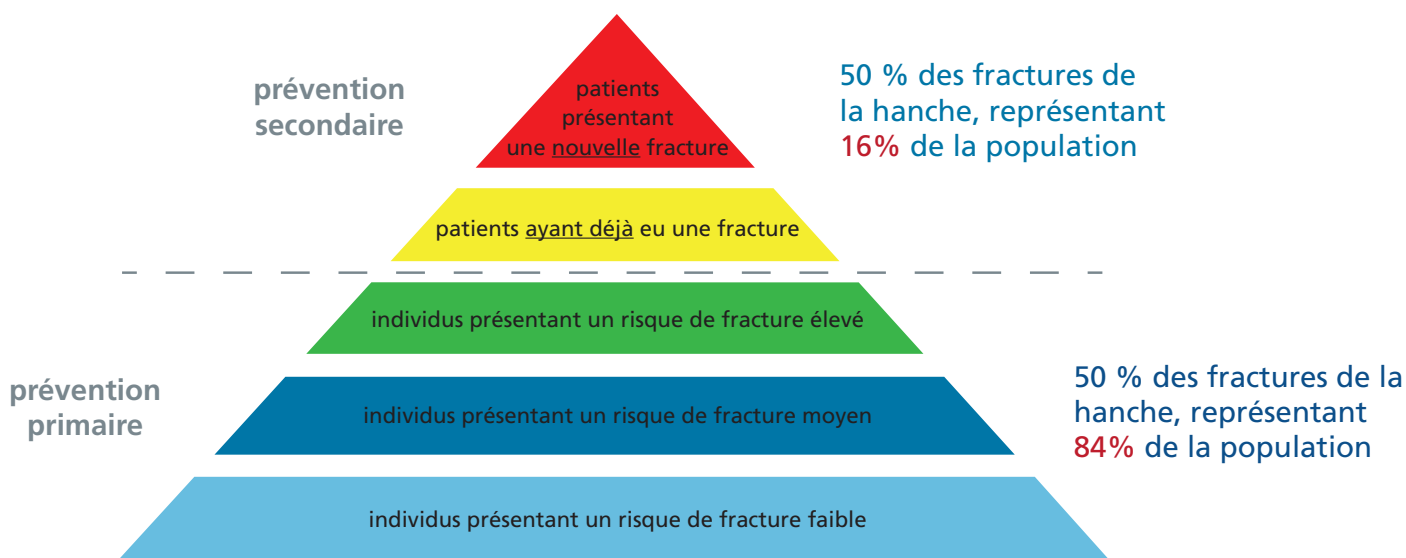 prévention
secondaire
patients
présentant
une nouvelle fracture
50 % des fractures de
la hanche, représentant
16% de la population
patients ayant déjà eu une fracture
individus présentant un risque de fracture élevé
prévention
primaire
individus présentant un risque de fracture moyen
50 % des fractures de la
hanche, représentant
84% de la population
individus présentant un risque de fracture faible